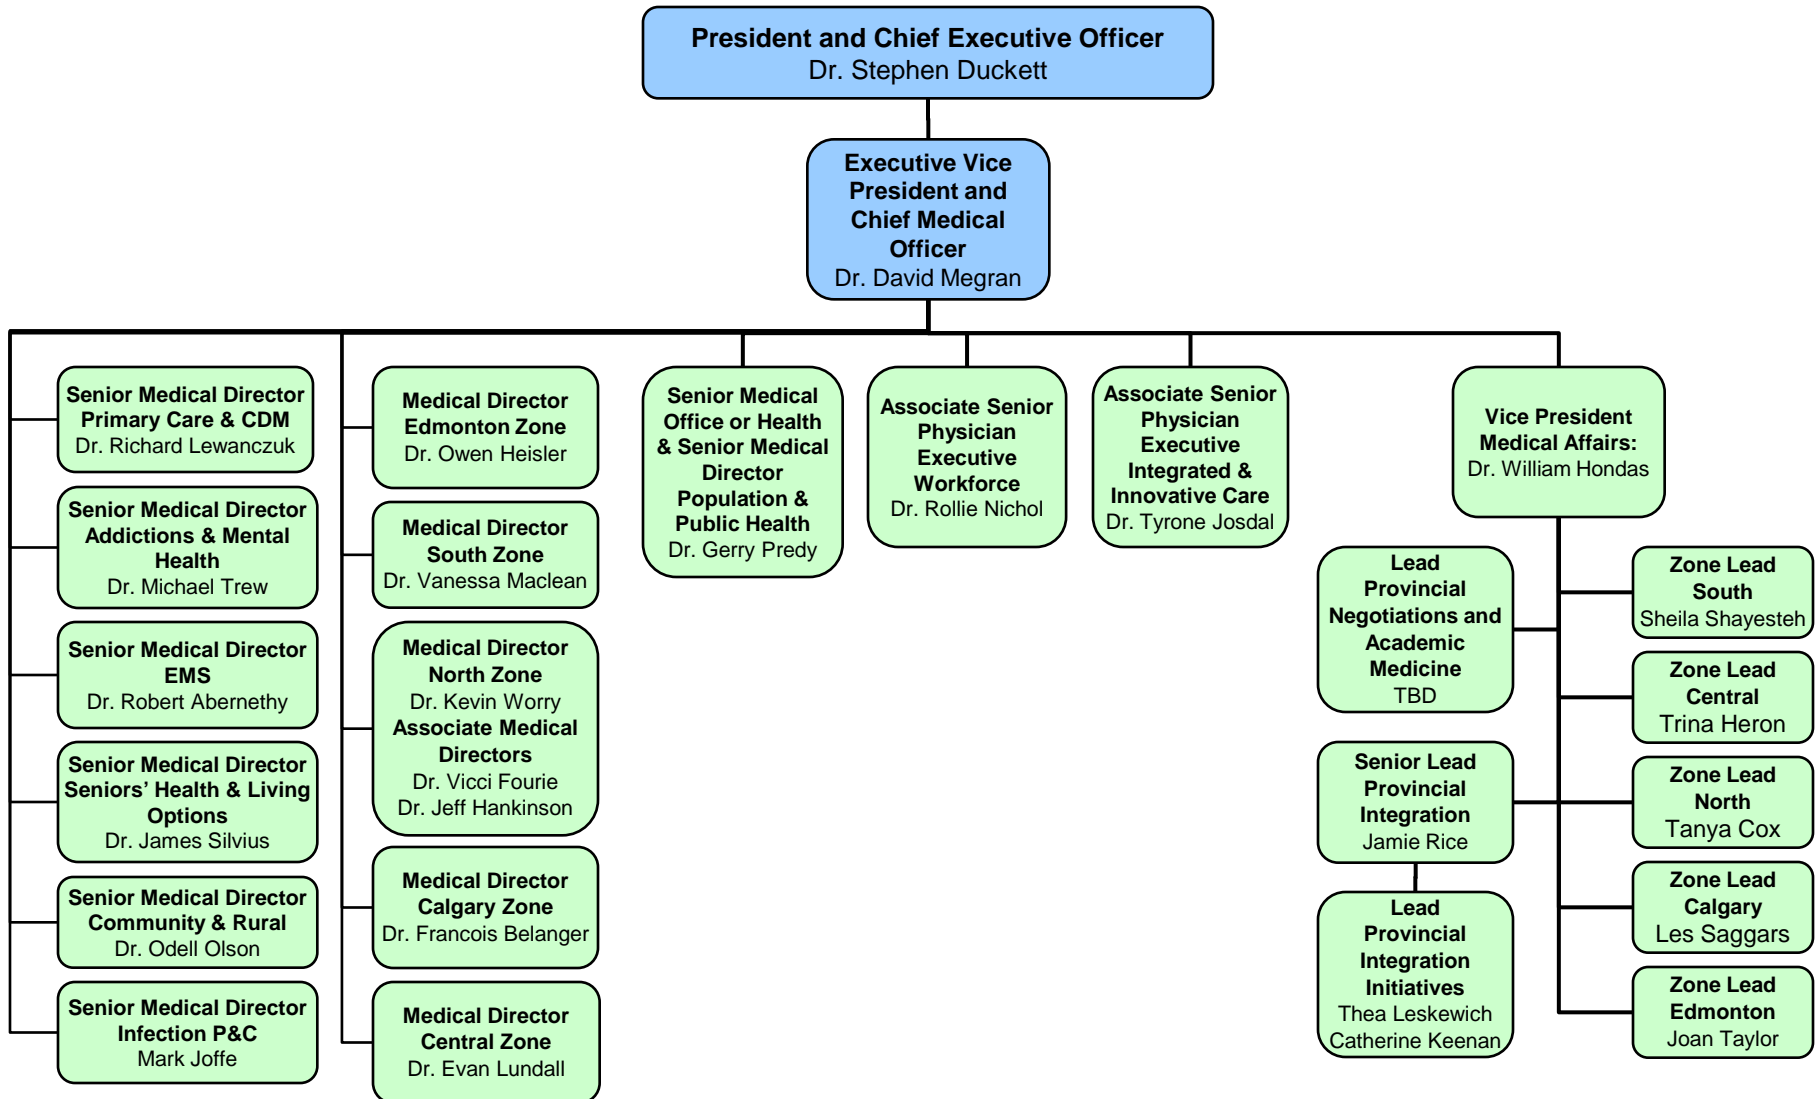 President and Chief Executive Officer
Dr. Stephen Duckett
Executive Vice
President and
Chief Medical
Officer
Dr. David Megran
Senior Medical Director
Primary Care & CDM
Dr. Richard Lewanczuk
Senior Medical Director
Addictions & Mental
Health
Dr. Michael Trew
Senior Medical Director
EMS
Dr. Robert Abernethy
Senior Medical Director
Seniors’ Health & Living
Options
Dr. James Silvius
Senior Medical Director
Community & Rural
Dr. Odell Olson
Senior Medical Director
Infection P&C
Mark Joffe
Medical Director
Edmonton Zone
Dr. Owen Heisler
Medical Director
South Zone
Dr. Vanessa Maclean
Medical Director
North Zone
Dr. Kevin Worry
Associate Medical
Directors
Dr. Vicci Fourie
Dr. Jeff Hankinson
Medical Director
Calgary Zone
Dr. Francois Belanger
Medical Director
Central Zone
Dr. Evan Lundall
Senior Medical
Office or Health
& Senior Medical
Director
Population &
Public Health
Dr. Gerry Predy
Associate Senior
Physician
Executive
Workforce
Dr. Rollie Nichol
Associate Senior
Physician
Executive
Integrated &
Innovative Care
Dr. Tyrone Josdal
Vice President
Medical Affairs:
Dr. William Hondas
Lead
Provincial
Negotiations and
Academic
Medicine
TBD
Senior Lead
Provincial
Integration
Jamie Rice
Lead
Provincial
Integration
Initiatives
Thea Leskewich
Catherine Keenan
Zone Lead
South
Sheila Shayesteh
Zone Lead
Central
Trina Heron
Zone Lead
North
Tanya Cox
Zone Lead
Calgary
Les Saggars
Zone Lead
Edmonton
Joan Taylor